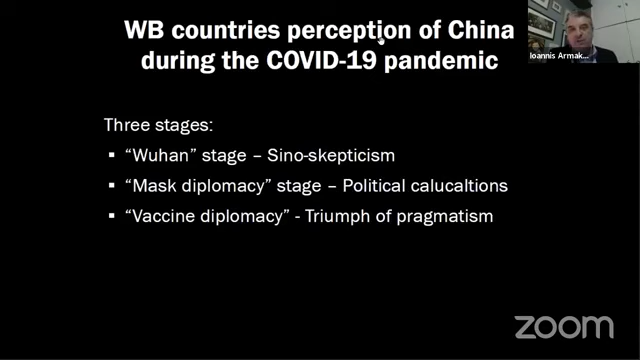 WB countries perception of China
during the COVID-19 pandemic
Ioannis Armak...
Three stages:
▪ “Wuhan” stage – Sino-skepticism
▪ “Mask diplomacy” stage – Political calucaltions
▪ “Vaccine diplomacy” - Triumph of pragmatism
zoom